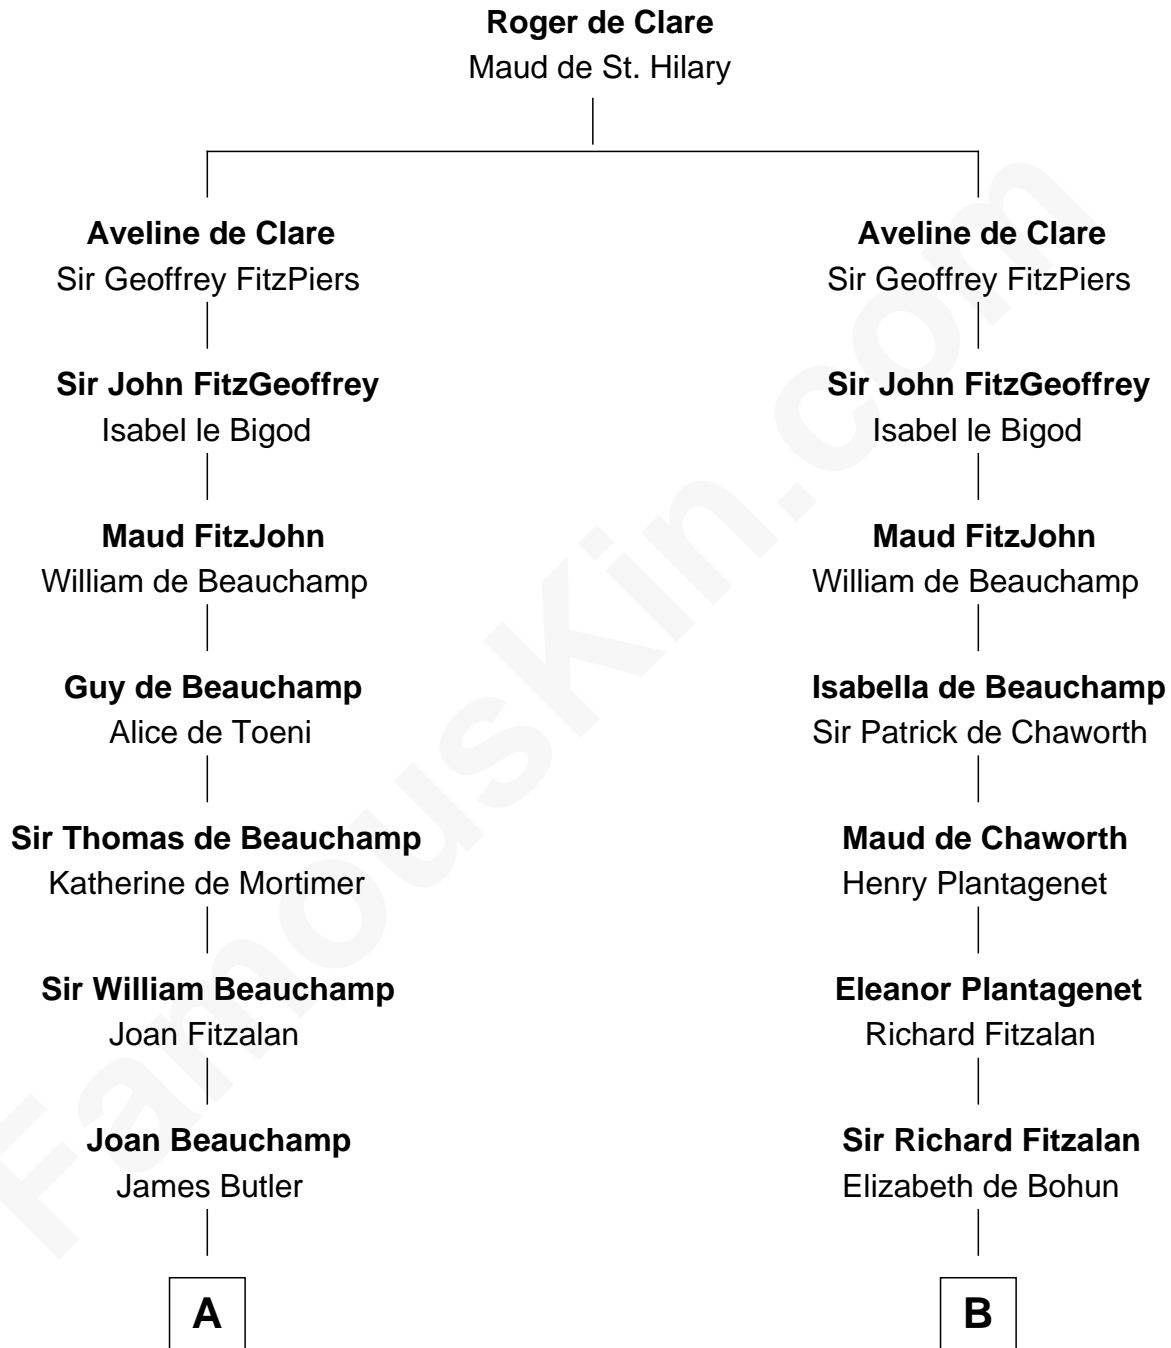 Roger de Clare
Maud de St. Hilary
Aveline de Clare
Sir Geoffrey FitzPiers
Sir John FitzGeoffrey
Isabel le Bigod
Maud FitzJohn
William de Beauchamp
Guy de Beauchamp
Alice de Toeni
Sir Thomas de Beauchamp
Katherine de Mortimer
Sir William Beauchamp
Joan Fitzalan
Joan Beauchamp
James Butler
A
Aveline de Clare
Sir Geoffrey FitzPiers
Sir John FitzGeoffrey
Isabel le Bigod
Maud FitzJohn
William de Beauchamp
Isabella de Beauchamp
Sir Patrick de Chaworth
Maud de Chaworth
Henry Plantagenet
Eleanor Plantagenet
Richard Fitzalan
Sir Richard Fitzalan
Elizabeth de Bohun
B
FamousKin.com